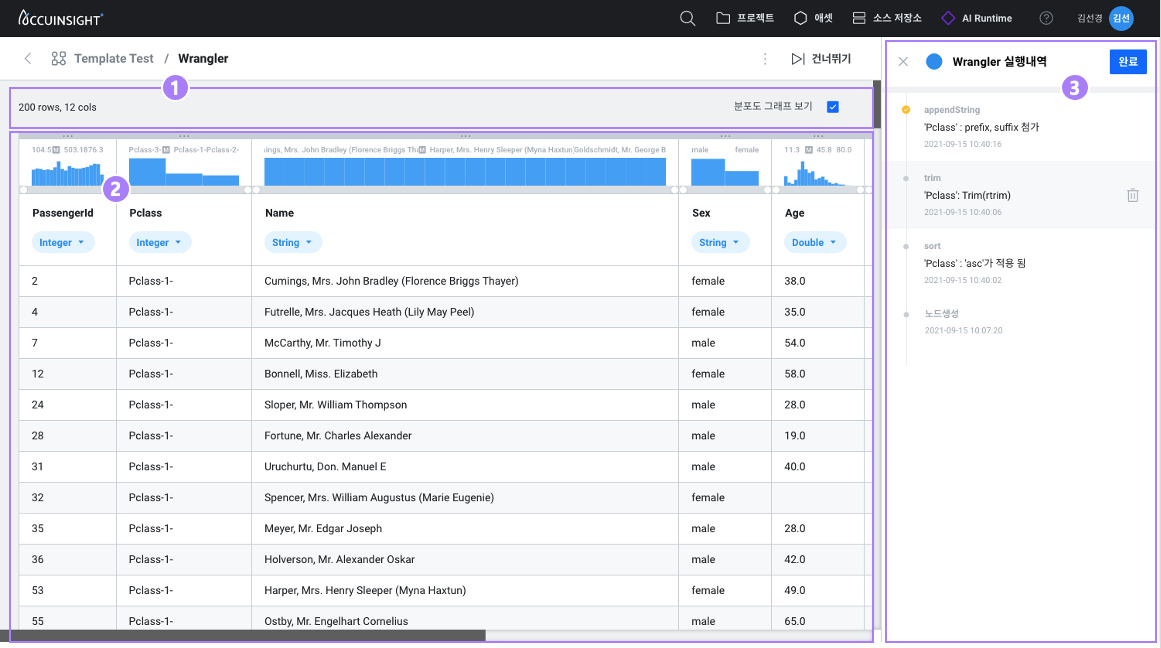 ACCUINSIGHT+
프로젝트
애셋
소스 저장소
AI Runtime
?
김선경
김선
Template Test / Wrangler
건너뛰기
1
200 rows, 12 cols
분포도 그래프 보기
2
104.5 M 503.1876.3
Pclass-3- M Pclass-1-Pclass-2-
ings, Mrs. John Bradley (Florence Briggs Tha M Harper, Mrs. Henry Sleeper (Myna Haxtun)Goldschmidt, Mr. George B
male female
11.3 M 45.8 80.0
PassengerId Pclass Name Sex Age
Integer Integer String String Double
2 Pclass-1- Cumings, Mrs. John Bradley (Florence Briggs Thayer) female 38.0
4 Pclass-1- Futrelle, Mrs. Jacques Heath (Lily May Peel) female 35.0
7 Pclass-1- McCarthy, Mr. Timothy J male 54.0
12 Pclass-1- Bonnell, Miss. Elizabeth female 58.0
24 Pclass-1- Sloper, Mr. William Thompson male 28.0
28 Pclass-1- Fortune, Mr. Charles Alexander male 19.0
31 Pclass-1- Uruchurtu, Don. Manuel E male 40.0
32 Pclass-1- Spencer, Mrs. William Augustus (Marie Eugenie) female
35 Pclass-1- Meyer, Mr. Edgar Joseph male 28.0
36 Pclass-1- Holverson, Mr. Alexander Oskar male 42.0
53 Pclass-1- Harper, Mrs. Henry Sleeper (Myna Haxtun) female 49.0
55 Pclass-1- Ostby, Mr. Engelhart Cornelius male 65.0
Wrangler 실행내역
완료
3
appendString
'Pclass' : prefix, suffix 첨가
2021-09-15 10:40:16
trim
'Pclass': Trim(rtrim)
2021-09-15 10:40:06
sort
'Pclass' : 'asc'가 적용 됨
2021-09-15 10:40:02
노드생성
2021-09-15 10:07:20